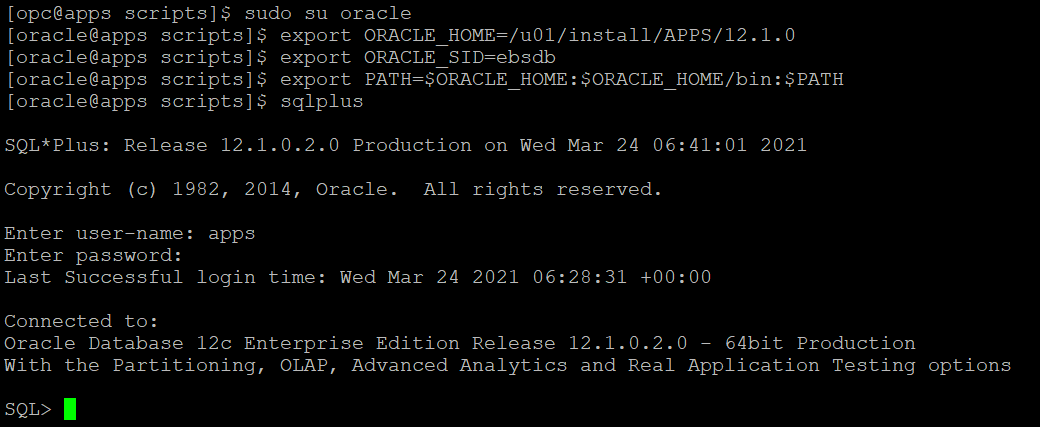 [opc@apps scripts]$ sudo su oracle
[oracle@apps scripts]$ export ORACLE_HOME=/u01/install/APPS/12.1.0
[oracle@apps scripts]$ export ORACLE_SID=ebsdb
[oracle@apps scripts]$ export PATH=$ORACLE_HOME:$ORACLE_HOME/bin:$PATH
[oracle@apps scripts]$ sqlplus
SQL*Plus: Release 12.1.0.2.0 Production on Wed Mar 24 06:41:01 2021
Copyright (c) 1982, 2014, Oracle.  All rights reserved.
Enter user-name: apps
Enter password:
Last Successful login time: Wed Mar 24 2021 06:28:31 +00:00
Connected to:
Oracle Database 12c Enterprise Edition Release 12.1.0.2.0 - 64bit Production
With the Partitioning, OLAP, Advanced Analytics and Real Application Testing options
SQL>